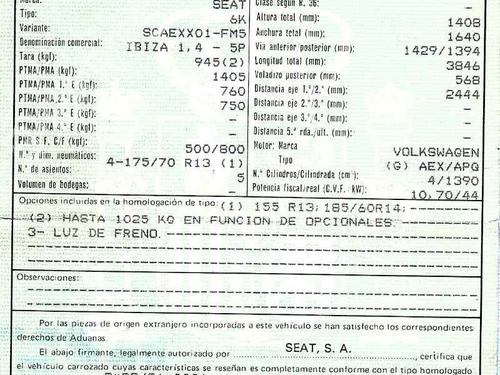 Marca: SEAT
Tipo: 6K
Variante: SCAEXX01-FM5
Denominación comercial: IBIZA 1,4 - 5P
Tara (kgf): 945(2)
PTMA/PMA (kgf): 1405
PTMA/PMA 1.º E (kgf): 760
PTMA/PMA 2.º E (kgf): 750
PTMA/PMA 3.º E (kgf): -
PTMA/PMA 4.º E (kgf): -
PMR S.F. C/F (kgf): 500/800
N.º y dim. neumáticos: 4-175/70 R13 (1)
N.º de asientos: 5
Volumen de bodegas: -
Clase según R. 36: -
Altura total (mm): 1408
Anchura total (mm): 1640
Vía anterior posterior (mm): 1429/1394
Longitud total (mm): 3846
Voladizo posterior (mm): 568
Distancia eje 1.º/2.º (mm): 2444
Distancia eje 2.º/3.º (mm): -
Distancia eje 3.º/4.º (mm): -
Distancia 5.ª rda./ult. (mm): -
Motor: Marca VOLKSWAGEN
Tipo (G) AEX/APG
N.º Cilindros/Cilindrada (cm³): 4/1390
Potencia fiscal/real (C.V.F. kW): 10,70/44
Opciones incluidas en la homologación de tipo: (1) 155 R13; 185/60R14;
(2) HASTA 1025 KG EN FUNCION DE OPCIONALES.
3- LUZ DE FRENO.
Observaciones:
Por las piezas de origen extranjero incorporadas a este vehículo se han satisfecho los correspondientes
derechos de Aduanas.
El abajo firmante, legalmente autorizado por SEAT, S. A., certifica que
el vehículo carrozado cuyas características se reseñan es completamente conforme con el tipo homologado